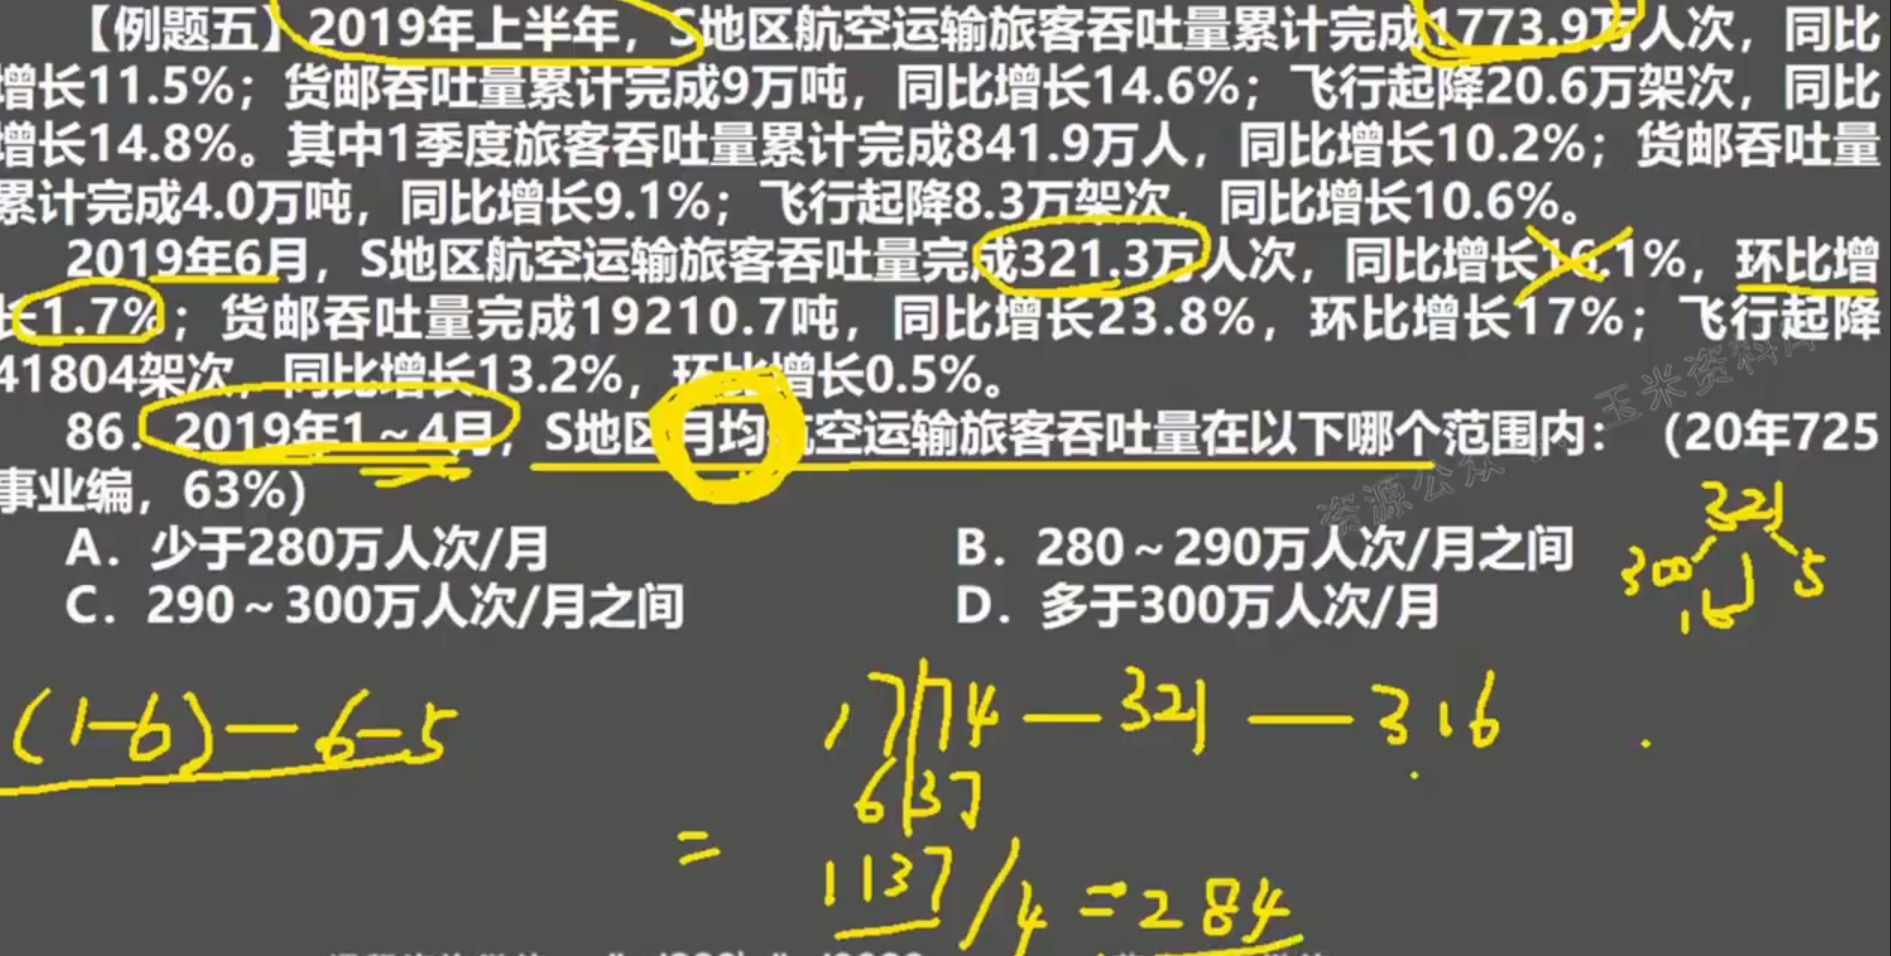 【例题五】2019年上半年，S地区航空运输旅客吞吐量累计完成1773.9万人次，同比
增长11.5%；货邮吞吐量累计完成9万吨，同比增长14.6%；飞行起降20.6万架次，同比
增长14.8%。其中1季度旅客吞吐量累计完成841.9万人，同比增长10.2%；货邮吞吐量
累计完成4.0万吨，同比增长9.1%；飞行起降8.3万架次，同比增长10.6%。
2019年6月，S地区航空运输旅客吞吐量完成321.3万人次，同比增长16.1%，环比增
长1.7%；货邮吞吐量完成19210.7吨，同比增长23.8%，环比增长17%；飞行起降
41804架次，同比增长13.2%，环比增长0.5%。
86．2019年1～4月，S地区月均航空运输旅客吞吐量在以下哪个范围内：（20年725
事业编，63%）
A．少于280万人次/月
B．280～290万人次/月之间
C．290～300万人次/月之间
D．多于300万人次/月
玉米资料库
资源公众
321
300 16 5
(1-6)-6-5
1774-321-316
637
=
1137/4=284